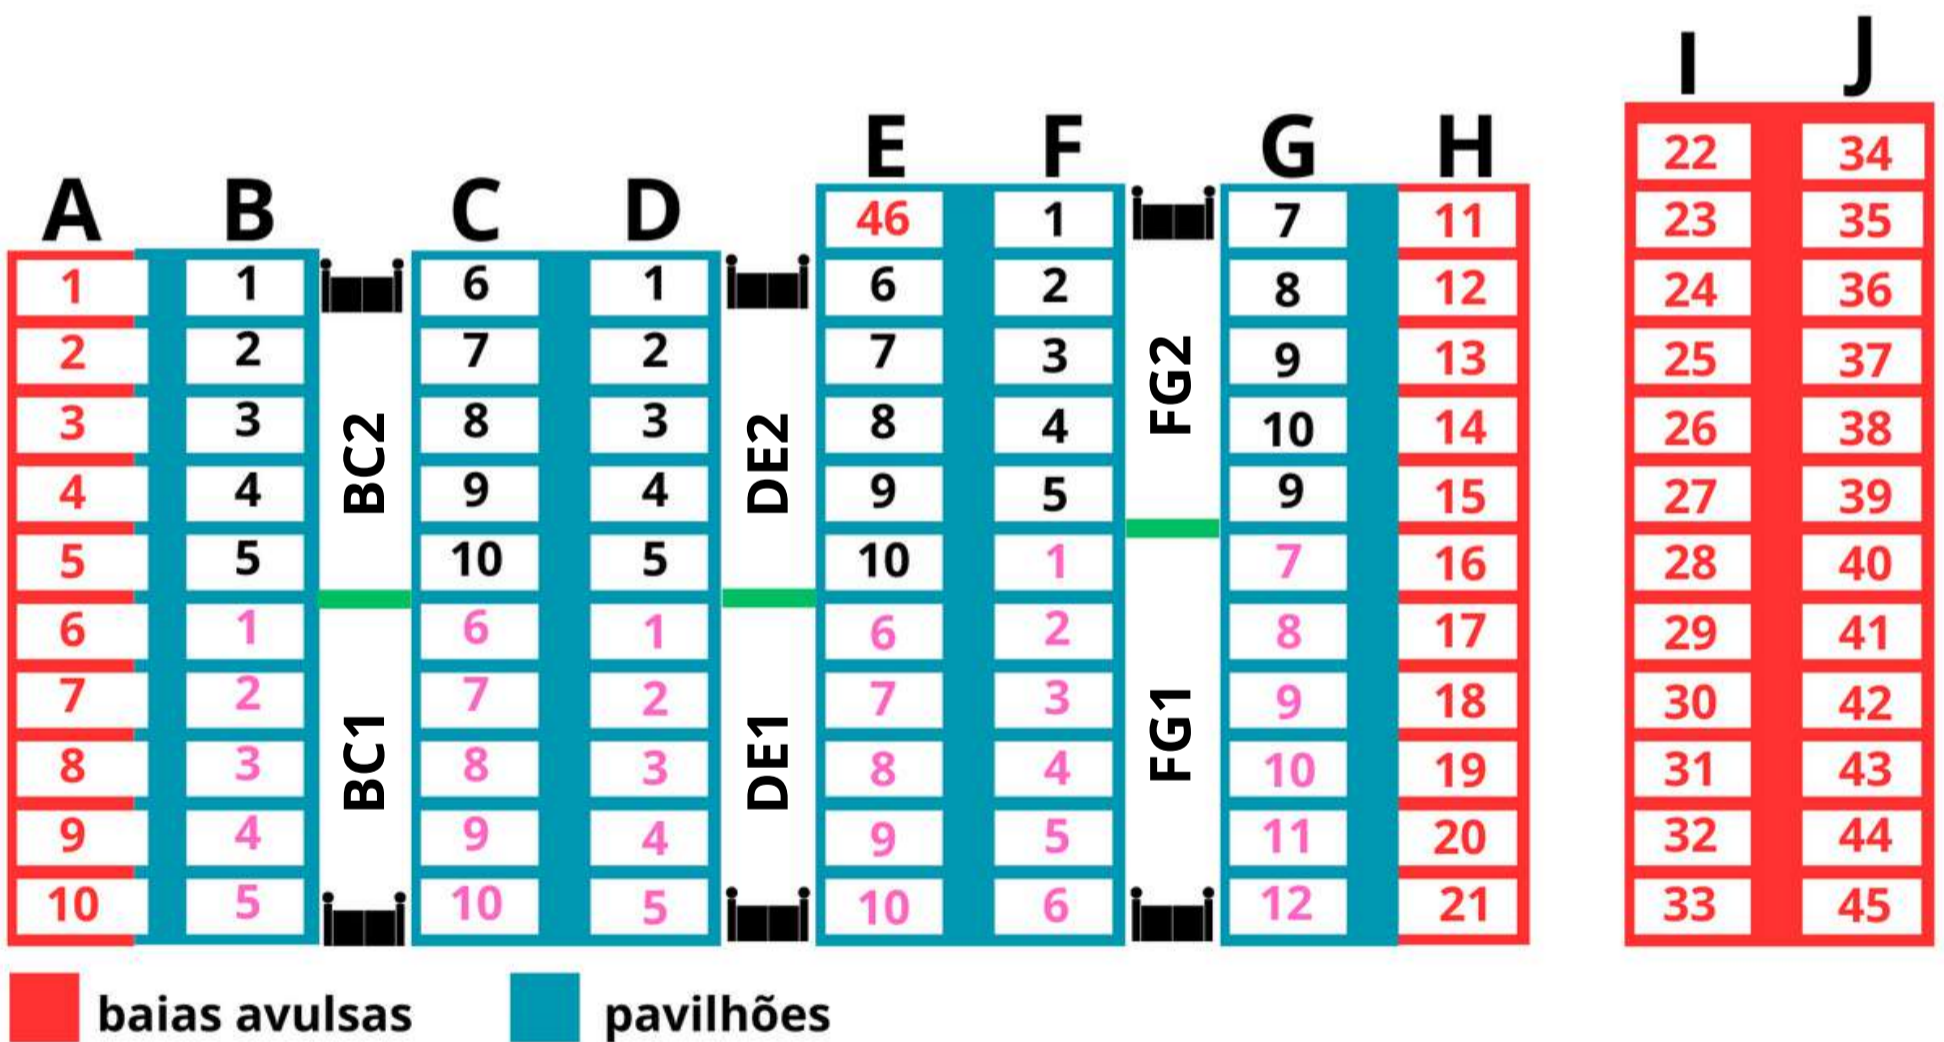 I J
E F G H
A B C D
22 34
46 1 7 11 23 35
1 1 6 1 6 2 8 12 24 36
2 2 7 2 7 3 9 13 25 37
3 3 8 3 8 4 10 14 26 38
4 4 9 4 9 5 9 15 27 39
5 5 10 5 10 1 7 16 28 40
6 1 6 1 6 2 8 17 29 41
7 2 7 2 7 3 9 18 30 42
8 3 8 3 8 4 10 19 31 43
9 4 9 4 9 5 11 20 32 44
10 5 10 5 10 6 12 21 33 45
BC2
BC1
DE2
DE1
FG2
FG1
baias avulsas
pavilhões